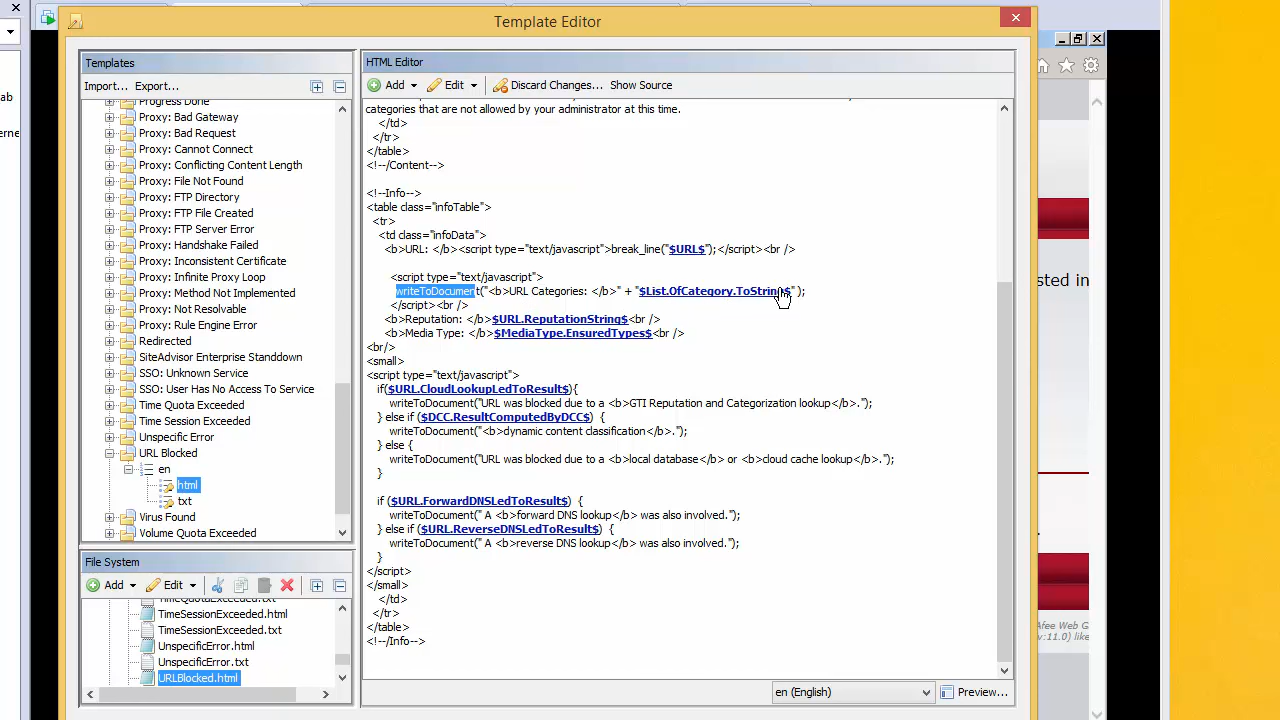 Template Editor
Templates
Import... Export...
Progress Done
Proxy: Bad Gateway
Proxy: Bad Request
Proxy: Cannot Connect
Proxy: Conflicting Content Length
Proxy: File Not Found
Proxy: FTP Directory
Proxy: FTP File Created
Proxy: FTP Server Error
Proxy: Handshake Failed
Proxy: Inconsistent Certificate
Proxy: Infinite Proxy Loop
Proxy: Method Not Implemented
Proxy: Not Resolvable
Proxy: Rule Engine Error
Redirected
SiteAdvisor Enterprise Standdown
SSO: Unknown Service
SSO: User Has No Access To Service
Time Quota Exceeded
Time Session Exceeded
Unspecific Error
URL Blocked
en
html
txt
Virus Found
Volume Quota Exceeded
File System
Add Edit
TimeQuotaExceeded.txt
TimeSessionExceeded.html
TimeSessionExceeded.txt
UnspecificError.html
UnspecificError.txt
URLBlocked.html
HTML Editor
Add Edit Discard Changes... Show Source
categories that are not allowed by your administrator at this time.
</td>
</tr>
</table>
<!--/Content-->
<!--Info-->
<table class="infoTable">
<tr>
<td class="infoData">
<b>URL: </b><script type="text/javascript">break_line("$URL$");</script><br />
<script type="text/javascript">
writeToDocument("<b>URL Categories: </b>" + "$List.OfCategory.ToString$" );
</script><br />
<b>Reputation: </b>$URL.ReputationString$<br />
<b>Media Type: </b>$MediaType.EnsuredTypes$<br />
<br/>
<small>
<script type="text/javascript">
if($URL.CloudLookupLedToResult$){
writeToDocument("URL was blocked due to a <b>GTI Reputation and Categorization lookup</b>.");
} else if ($DCC.ResultComputedByDCC$) {
writeToDocument("<b>dynamic content classification</b>.");
} else {
writeToDocument("URL was blocked due to a <b>local database</b> or <b>cloud cache lookup</b>.");
}
if ($URL.ForwardDNSLedToResult$) {
writeToDocument(" A <b>forward DNS lookup</b> was also involved.");
} else if ($URL.ReverseDNSLedToResult$) {
writeToDocument(" A <b>reverse DNS lookup</b> was also involved.");
}
</script>
</small>
</td>
</tr>
</table>
<!--/Info-->
en (English) Preview...
ab
erne
sted in
Afee Web G
v:11.0) like